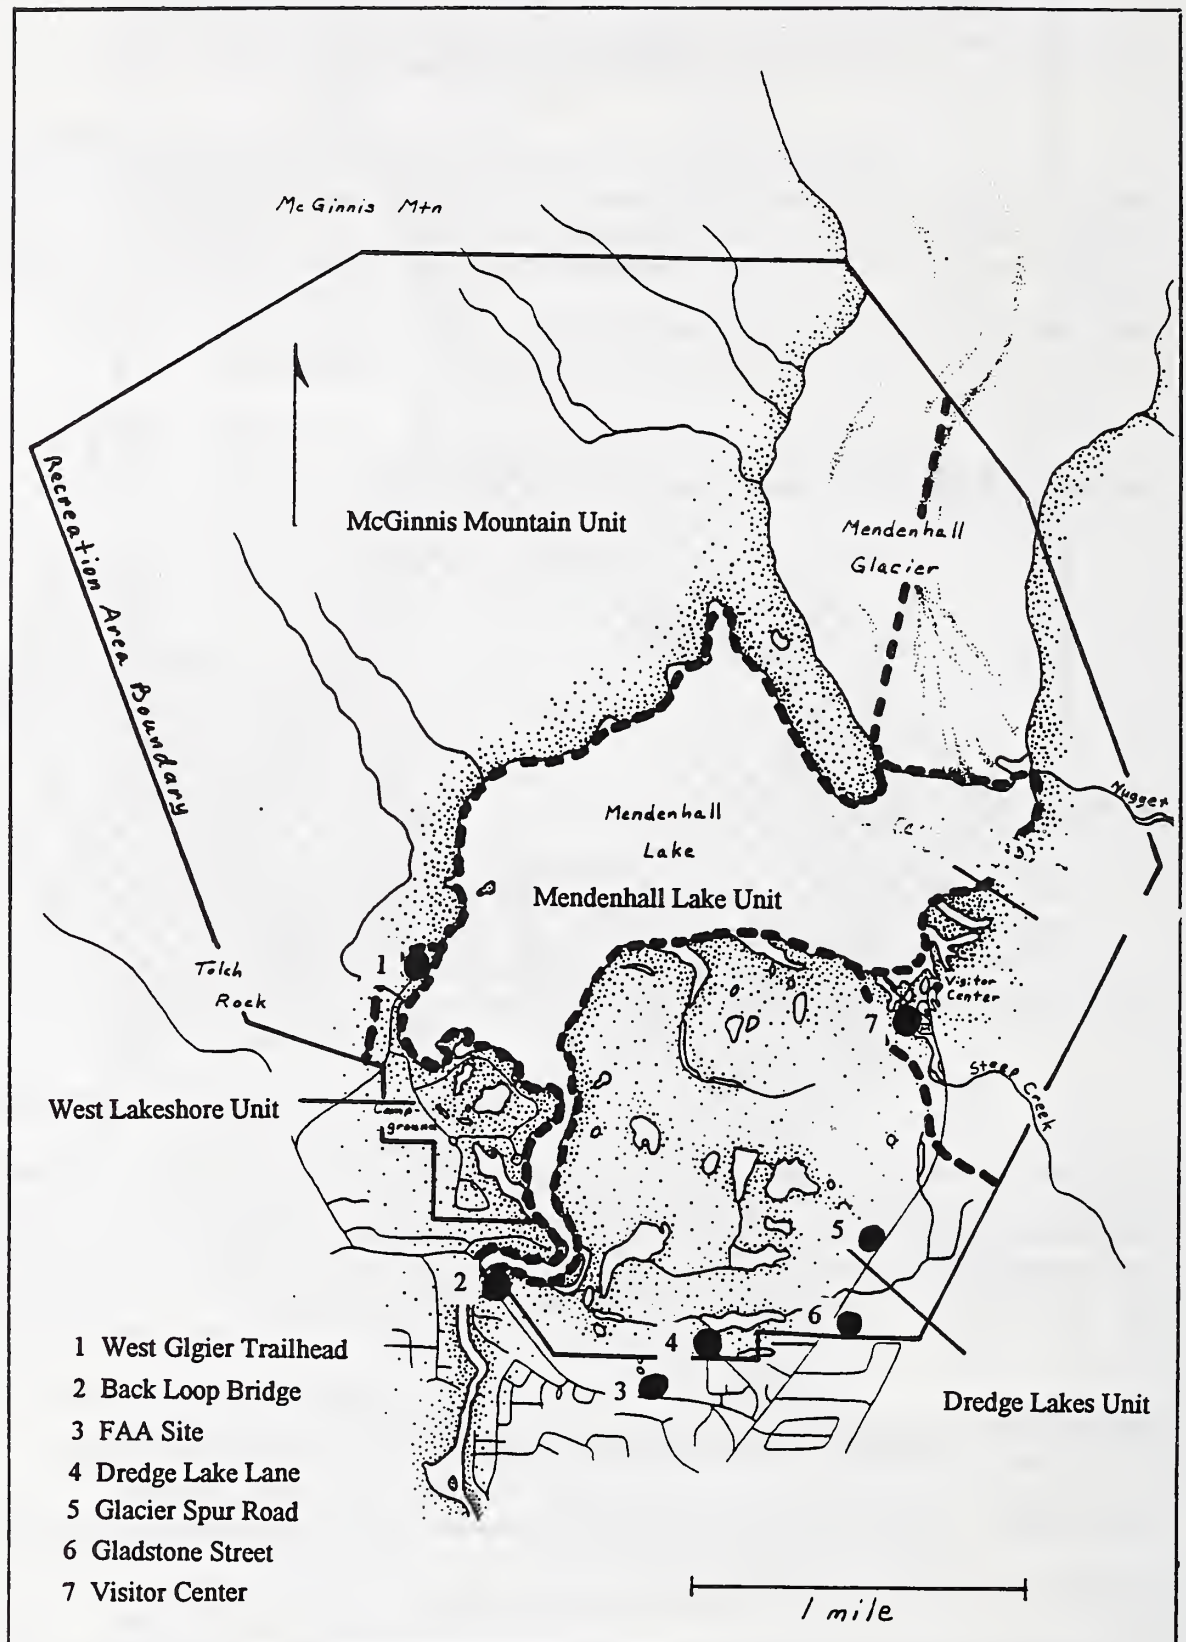 McGinnis Mtn
Recreation Area Boundary
McGinnis Mountain Unit
Mendenhall
Glacier
Nugget
Mendenhall
Lake
Mendenhall Lake Unit
Tolch
Rock
1
Visitor
Center
7
Steep Creek
West Lakeshore Unit
Camp-
ground
5
2
6
4
3
Dredge Lakes Unit
1 West Glgier Trailhead
2 Back Loop Bridge
3 FAA Site
4 Dredge Lake Lane
5 Glacier Spur Road
6 Gladstone Street
7 Visitor Center
1 mile